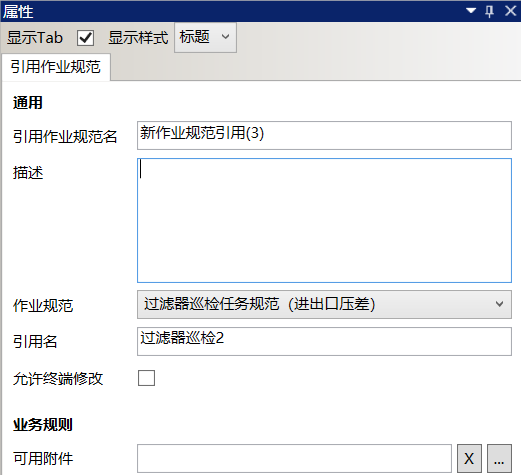 属性
显示Tab 显示样式 标题
引用作业规范
通用
引用作业规范名 新作业规范引用(3)
描述
作业规范 过滤器巡检任务规范（进出口压差）
引用名 过滤器巡检2
允许终端修改
业务规则
可用附件 X ...